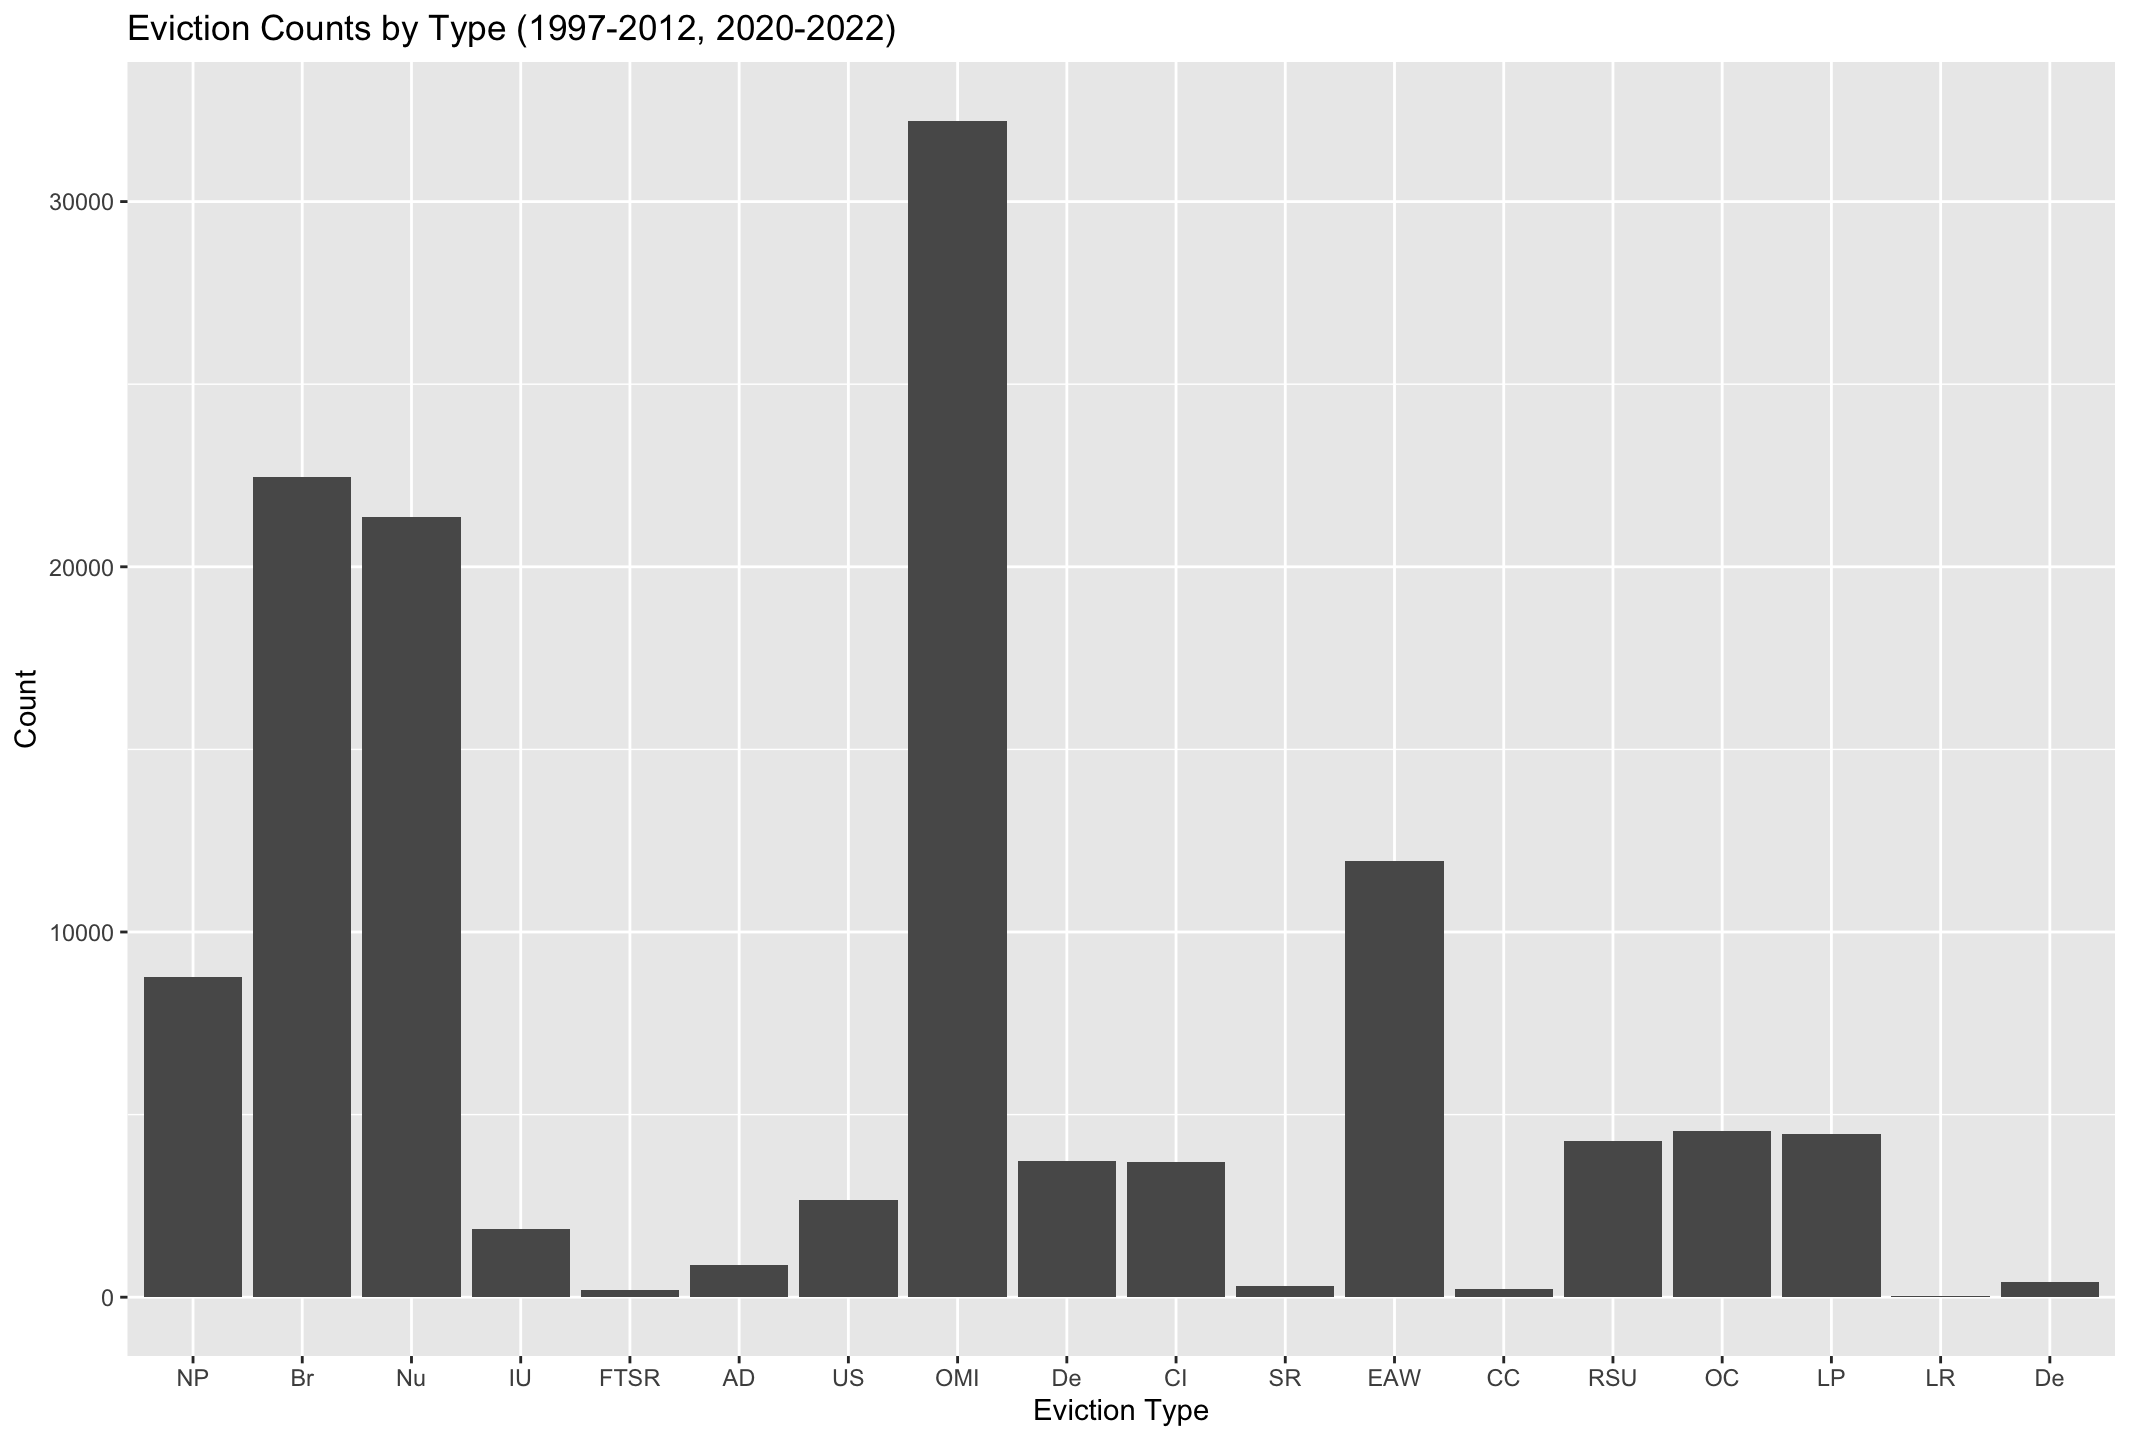 Eviction Counts by Type (1997-2012, 2020-2022)
Count
30000
20000
10000
0
NP Br Nu IU FTSR AD US OMI De CI SR EAW CC RSU OC LP LR De
Eviction Type